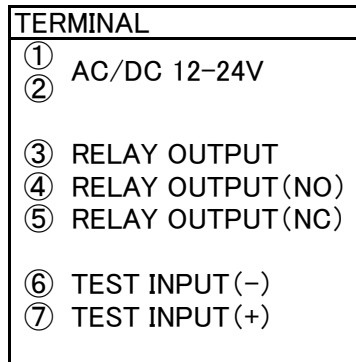 TERMINAL
①
② AC/DC 12-24V
③ RELAY OUTPUT
④ RELAY OUTPUT(NO)
⑤ RELAY OUTPUT(NC)
⑥ TEST INPUT(-)
⑦ TEST INPUT(+)